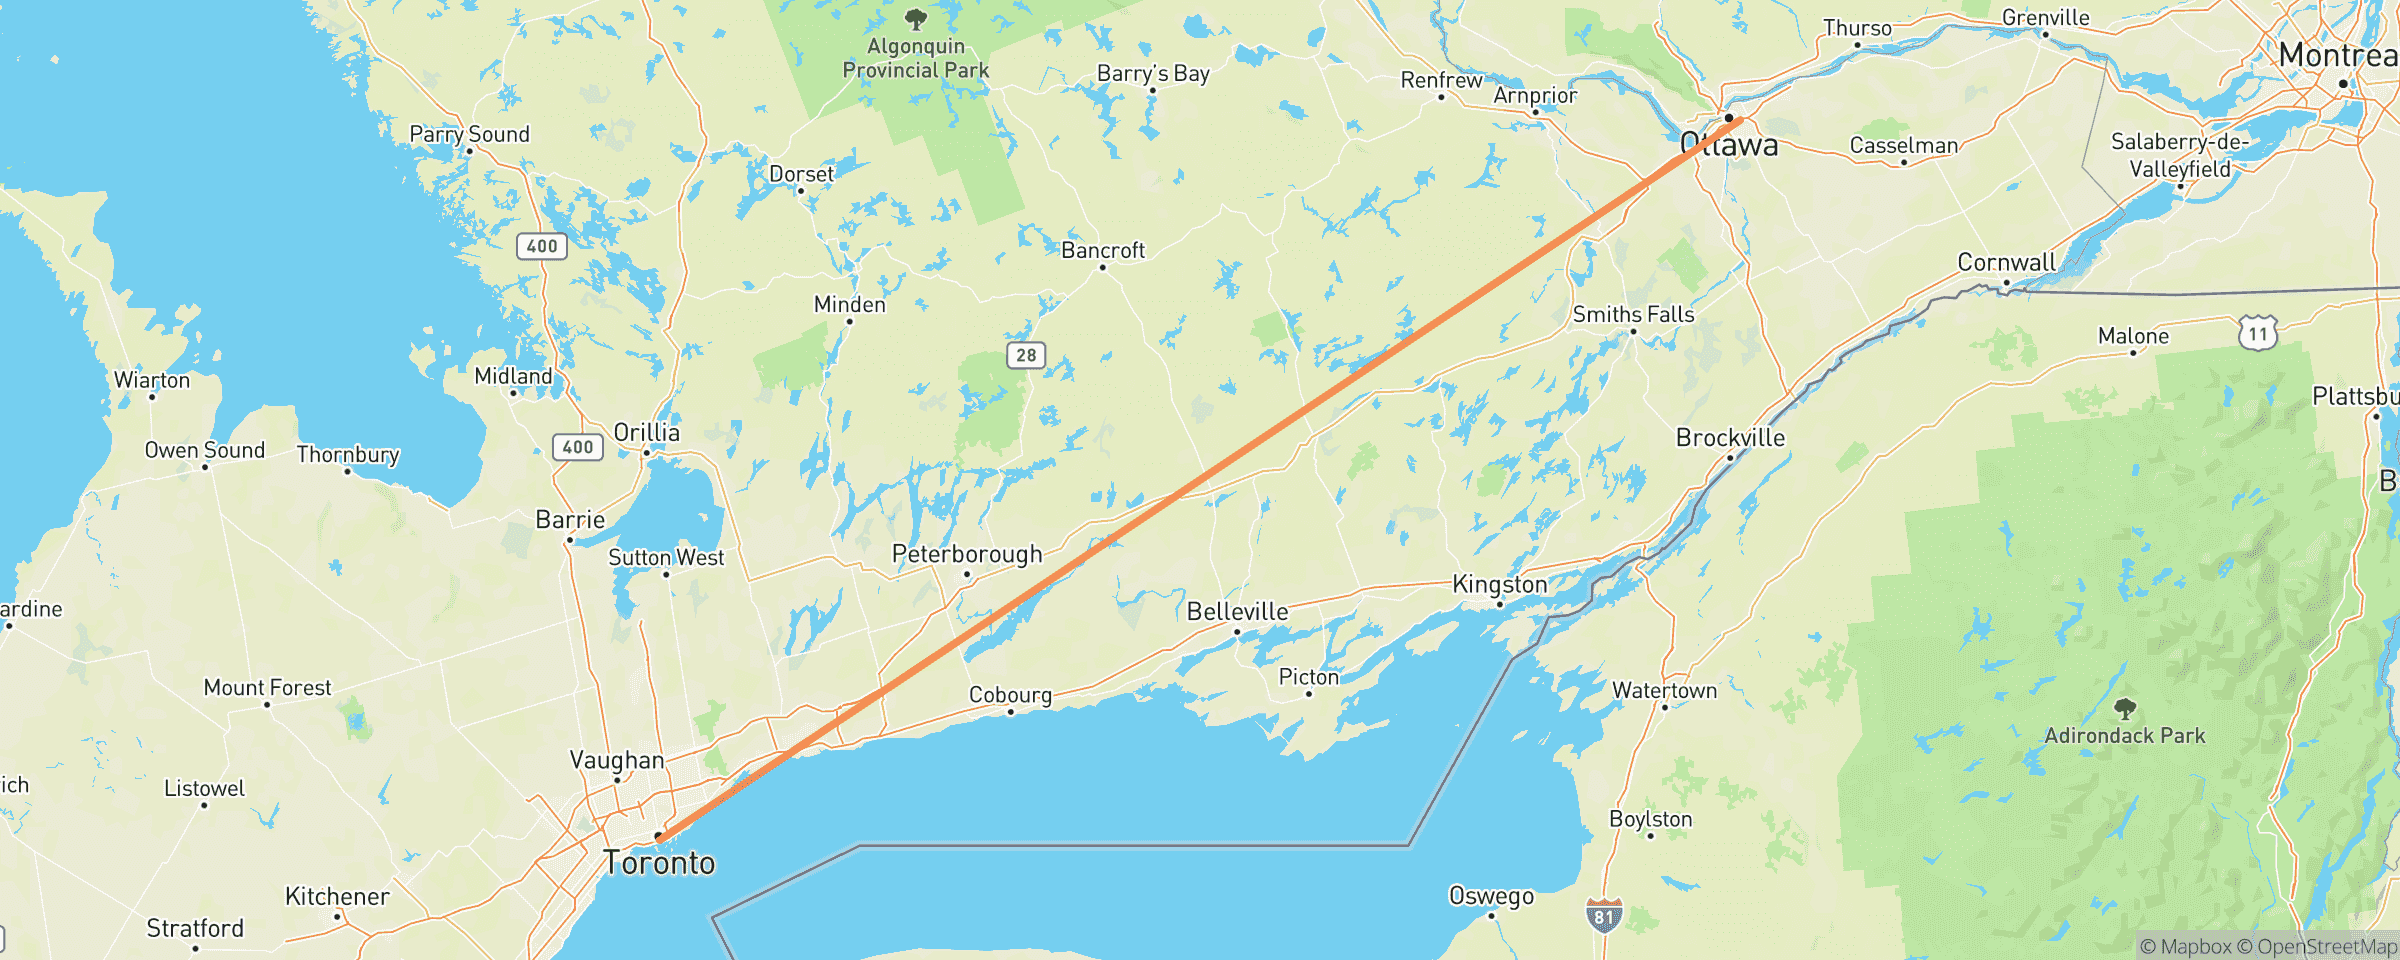 Thurso
Grenville
Montrea
Algonquin
Provincial Park
Barry's Bay
Renfrew
Arnprior
Parry Sound
Ottawa
Casselman
Salaberry-de-
Valleyfield
Dorset
400
Bancroft
Cornwall
Minden
Smiths Falls
28
Malone
11
Wiarton
Midland
Plattsbu
Owen Sound
Thornbury
400
Orillia
Brockville
B
Barrie
Sutton West
Peterborough
Kingston
ardine
Belleville
Mount Forest
Cobourg
Picton
Watertown
Adirondack Park
Vaughan
rich
Listowel
Boylston
Toronto
Kitchener
Oswego
Stratford
81
© Mapbox © OpenStreetMap